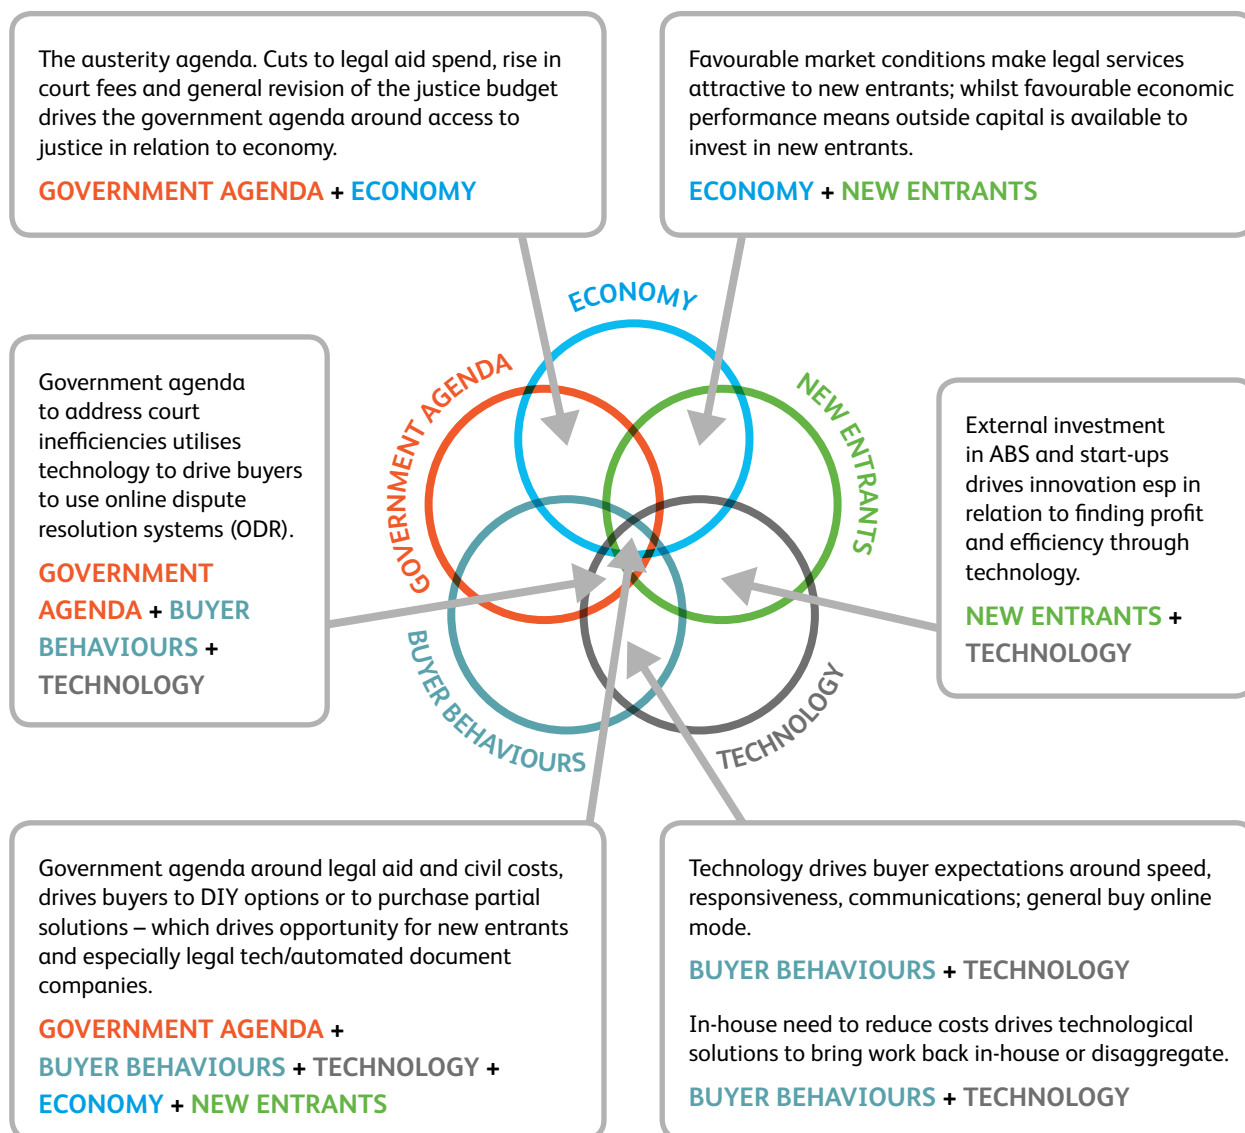 The austerity agenda. Cuts to legal aid spend, rise in
court fees and general revision of the justice budget
drives the government agenda around access to
justice in relation to economy.
GOVERNMENT AGENDA + ECONOMY
Favourable market conditions make legal services
attractive to new entrants; whilst favourable economic
performance means outside capital is available to
invest in new entrants.
ECONOMY + NEW ENTRANTS
ECONOMY
GOVERNMENT AGENDA
NEW ENTRANTS
BUYER BEHAVIOURS
TECHNOLOGY
Government agenda
to address court
inefficiencies utilises
technology to drive buyers
to use online dispute
resolution systems (ODR).
GOVERNMENT
AGENDA + BUYER
BEHAVIOURS +
TECHNOLOGY
External investment
in ABS and start-ups
drives innovation esp in
relation to finding profit
and efficiency through
technology.
NEW ENTRANTS +
TECHNOLOGY
Government agenda around legal aid and civil costs,
drives buyers to DIY options or to purchase partial
solutions – which drives opportunity for new entrants
and especially legal tech/automated document
companies.
GOVERNMENT AGENDA +
BUYER BEHAVIOURS + TECHNOLOGY +
ECONOMY + NEW ENTRANTS
Technology drives buyer expectations around speed,
responsiveness, communications; general buy online
mode.
BUYER BEHAVIOURS + TECHNOLOGY
In-house need to reduce costs drives technological
solutions to bring work back in-house or disaggregate.
BUYER BEHAVIOURS + TECHNOLOGY